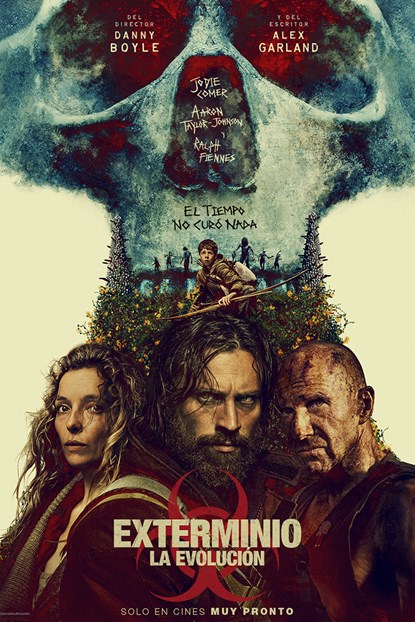 DEL
DIRECTOR
DANNY
BOYLE
Y DEL
ESCRITOR
ALEX
GARLAND
JODIE
COMER
AARON
TAYLOR-JOHNSON Y
RALPH
FIENNES
EL TIEMPO
NO CURÓ NADA
EXTERMINIO
LA EVOLUCIÓN
SOLO EN CINES MUY PRONTO